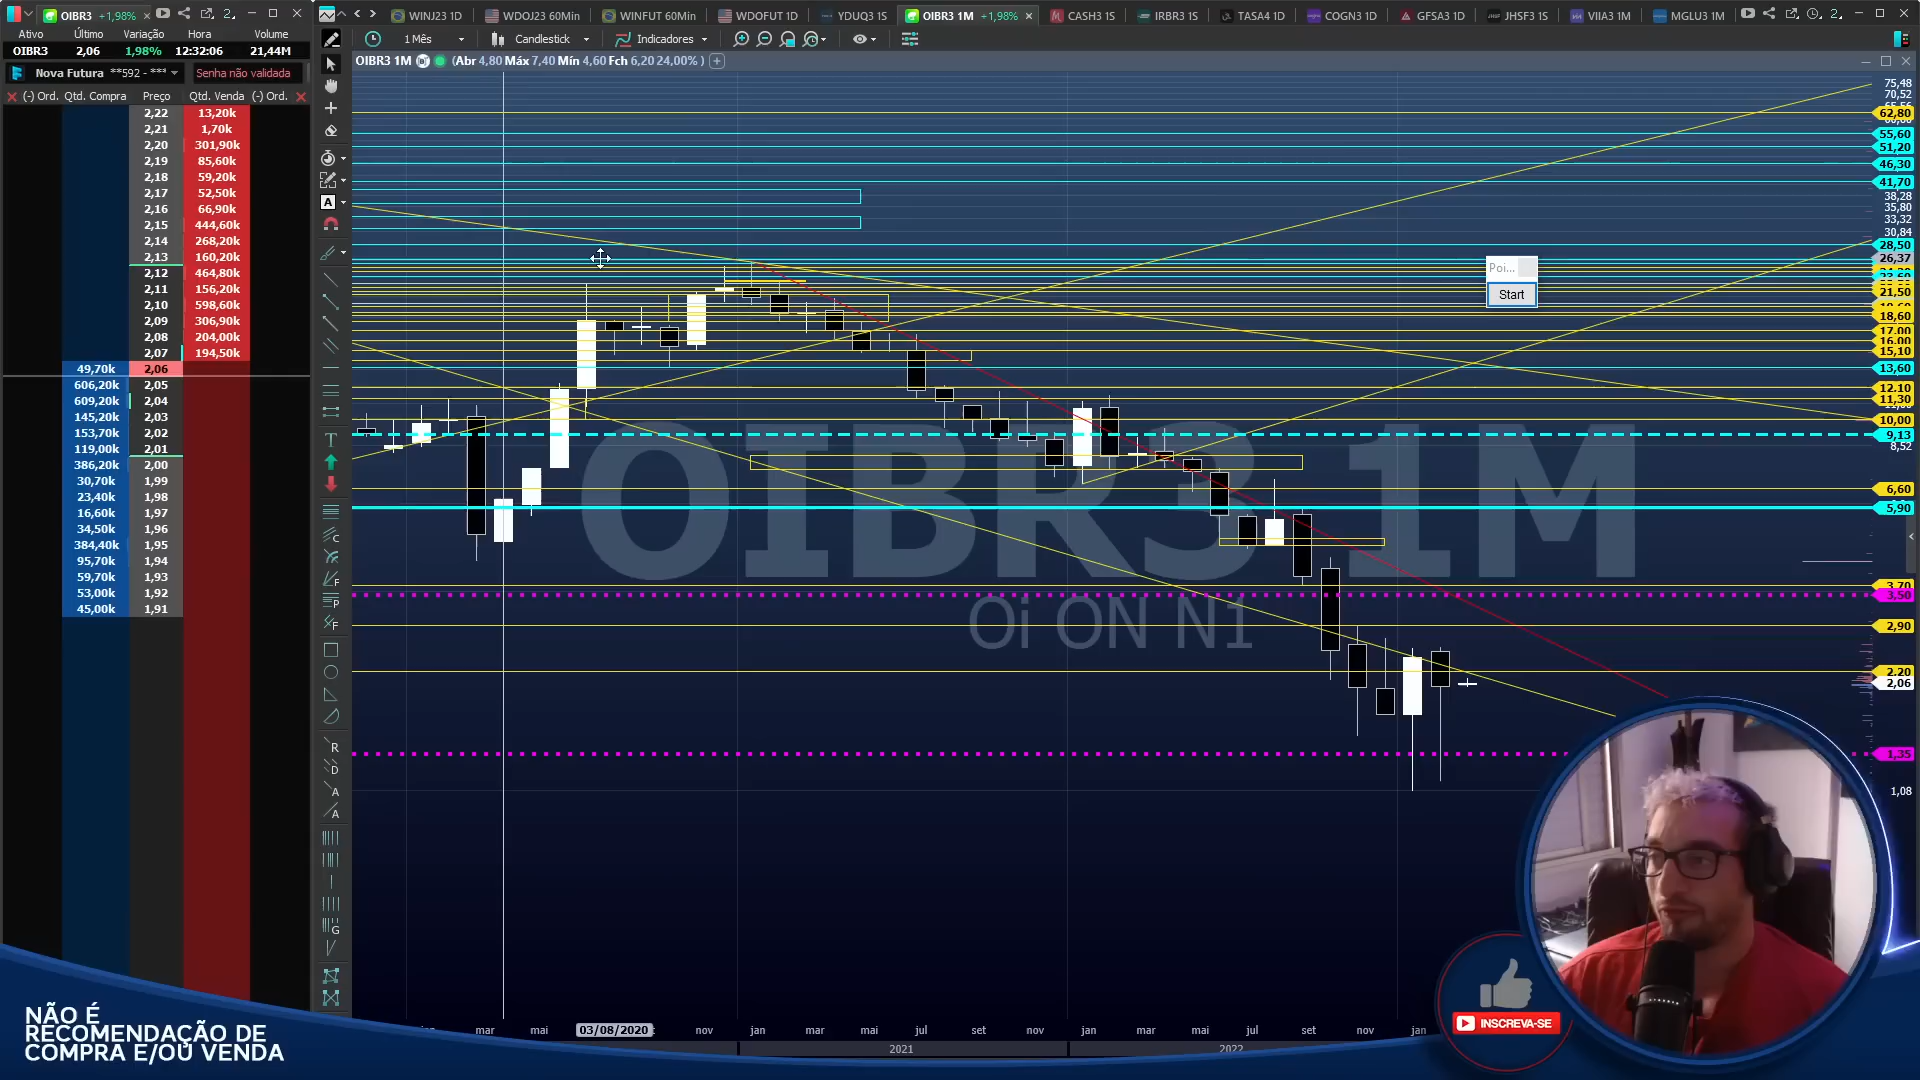 OIBR3 +1,98% × 2.
Ativo Último Variação Hora Volume
OIBR3 2,06 1,98% 12:32:06 21,44M
Nova Futura **592 - *** Senha não validada
(-) Ord. Qtd. Compra Preço Qtd. Venda (-) Ord.
2,22 13,20k
2,21 1,70k
2,20 301,90k
2,19 85,60k
2,18 59,20k
2,17 52,50k
2,16 66,90k
2,15 444,60k
2,14 268,20k
2,13 160,20k
2,12 464,80k
2,11 156,20k
2,10 598,60k
2,09 306,90k
2,08 204,00k
2,07 194,50k
49,70k 2,06
606,20k 2,05
609,20k 2,04
145,20k 2,03
153,70k 2,02
119,00k 2,01
386,20k 2,00
30,70k 1,99
23,40k 1,98
16,60k 1,97
34,50k 1,96
384,40k 1,95
95,70k 1,94
59,70k 1,93
53,00k 1,92
45,00k 1,91
WINJ23 1D WDOJ23 60Min WINFUT 60Min WDOFUT 1D YDUQ3 1S OIBR3 1M +1,98% × CASH3 1S IRBR3 1S TASA4 1D COGN3 1D GFSA3 1D JHSF3 1S VIIA3 1M MGLU3 1M 2.
1 Mês Candlestick Indicadores
OIBR3 1M (Abr 4,80 Máx 7,40 Mín 4,60 Fch 6,20 24,00% )
75,48
70,52
62,80
55,60
51,20
46,30
41,70
38,28
35,80
33,32
30,84
28,50
26,37
21,50
18,60
17,00
16,00
15,10
13,60
12,10
11,30
10,00
9,13
8,52
6,60
5,90
3,70
3,50
2,90
2,20
2,06
1,35
1,08
Poi...
Start
OIBR3 1M
Oi ON N1
mar mai 03/08/2020 nov jan mar mai jul set nov jan mar mai jul set nov jan
2021 2022
NÃO É
RECOMENDAÇÃO DE
COMPRA E/OU VENDA
INSCREVA-SE